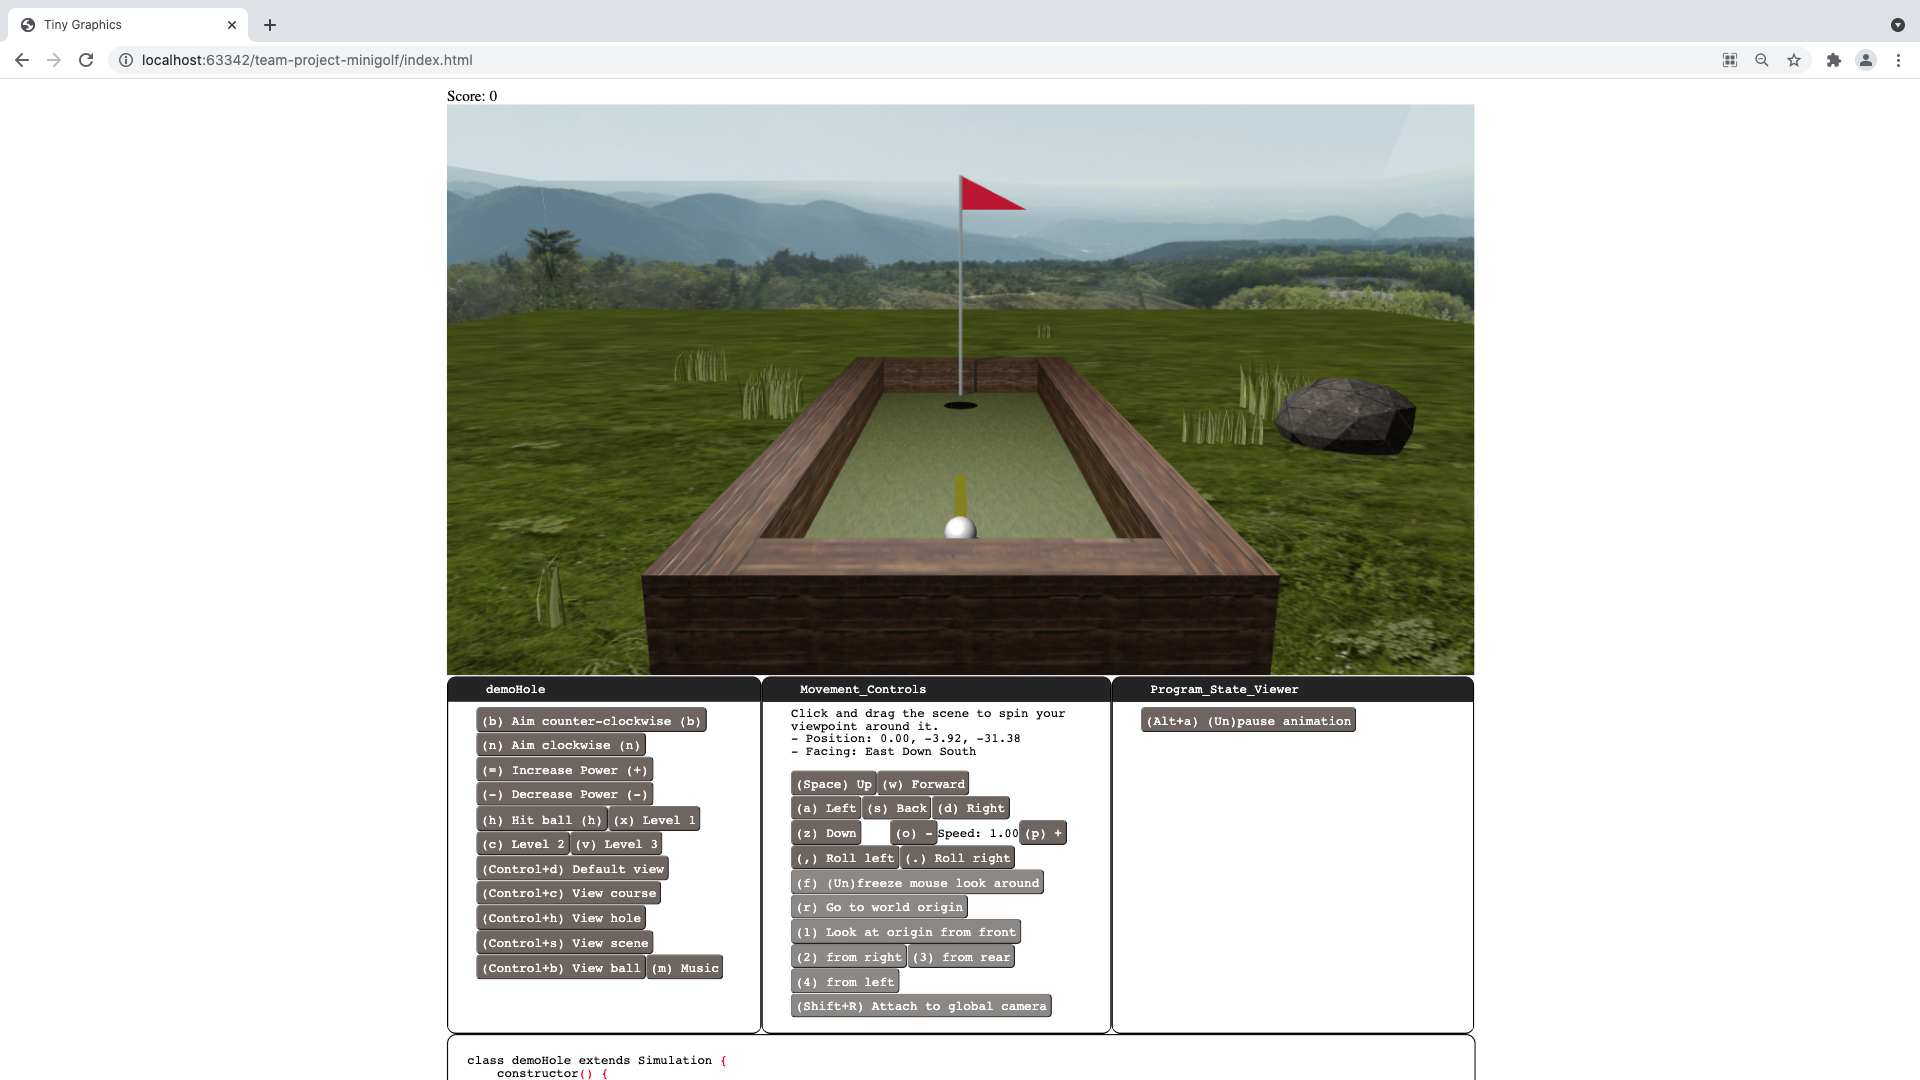 Tiny Graphics
localhost:63342/team-project-minigolf/index.html
Score: 0
demoHole
(b) Aim counter-clockwise (b)
(n) Aim clockwise (n)
(=) Increase Power (+)
(-) Decrease Power (-)
(h) Hit ball (h) (x) Level 1
(c) Level 2 (v) Level 3
(Control+d) Default view
(Control+c) View course
(Control+h) View hole
(Control+s) View scene
(Control+b) View ball (m) Music
Movement_Controls
Click and drag the scene to spin your
viewpoint around it.
- Position: 0.00, -3.92, -31.38
- Facing: East Down South
(Space) Up (w) Forward
(a) Left (s) Back (d) Right
(z) Down (o) - Speed: 1.00 (p) +
(,) Roll left (.) Roll right
(f) (Un)freeze mouse look around
(r) Go to world origin
(1) Look at origin from front
(2) from right (3) from rear
(4) from left
(Shift+R) Attach to global camera
Program_State_Viewer
(Alt+a) (Un)pause animation
class demoHole extends Simulation {
constructor() {